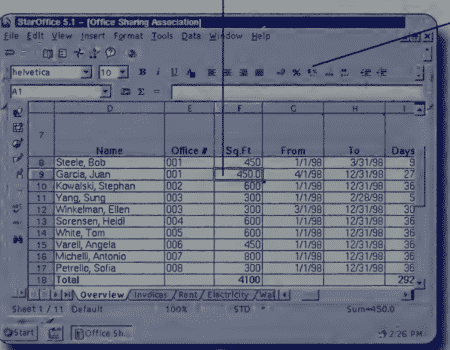 StarOffice 5.1 - [Office Sharing Association]
File Edit View Insert Format Tools Data Window Help
helvetica 10 B i U A
A1 Σ =
D E F G H I
7 Name Office # Sq.Ft From To Days
8 Steele, Bob 001 450 1/1/98 3/31/98 9
9 Garcia, Juan 001 450.0 4/1/98 12/31/98 27
10 Kowalski, Stephan 002 600 1/1/98 12/31/98 36
11 Yang, Sung 003 300 1/1/98 2/28/98 5
12 Winkelman, Ellen 003 300 3/1/98 12/31/98 30
13 Sorensen, Heidi 004 600 1/1/98 12/31/98 36
14 White, Tom 005 300 1/1/98 12/31/98 36
15 Varell, Angela 006 450 1/1/98 12/31/98 36
16 Michelli, Antonio 007 800 1/1/98 12/31/98 36
17 Petrello, Sofia 008 300 1/1/98 12/31/98 36
18 Total 4100 292
Overview Invoices Rent Electricity
Sheet 1 / 11 Default 100% STD * Sum=450.0
Start Office Sh... 2:26 PM